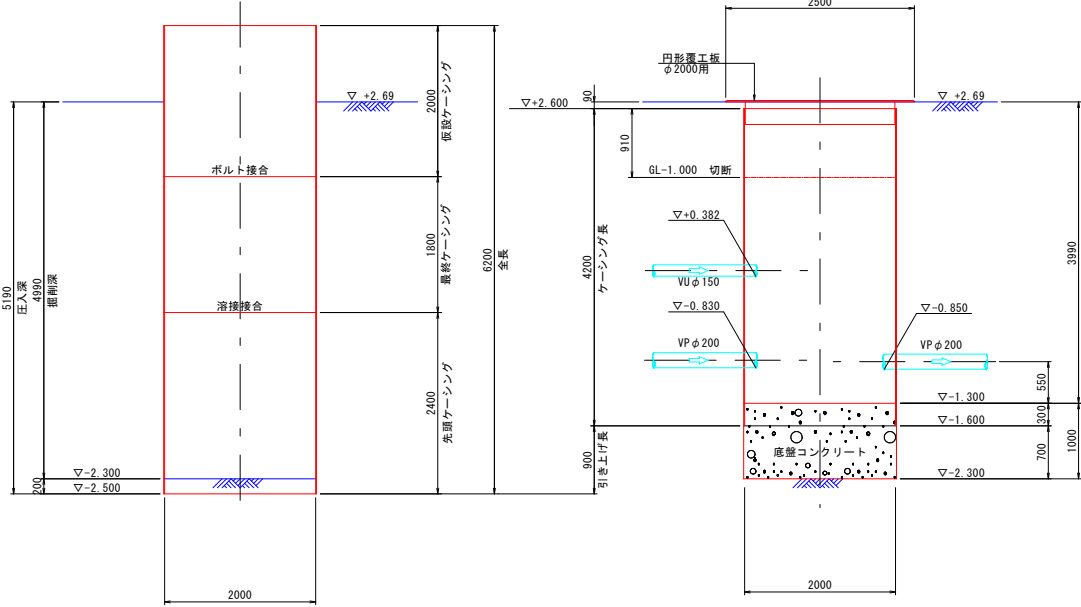 ▽ +2.69
ボルト接合
溶接接合
▽-2.300
▽-2.500
5190
圧入深
4990
掘削深
200
2000
仮設ケーシング
1800
最終ケーシング
2400
先頭ケーシング
6200
全長
2000
2500
円形覆工板
φ2000用
▽+2.600
90
▽ +2.69
910
GL-1.000 切断
▽+0.382
VUφ150
▽-0.830
VPφ200
▽-0.850
VPφ200
4200
ケーシング長
900
引き上げ長
3990
550
▽-1.300
300
▽-1.600
1000
700
底盤コンクリート
▽-2.300
2000